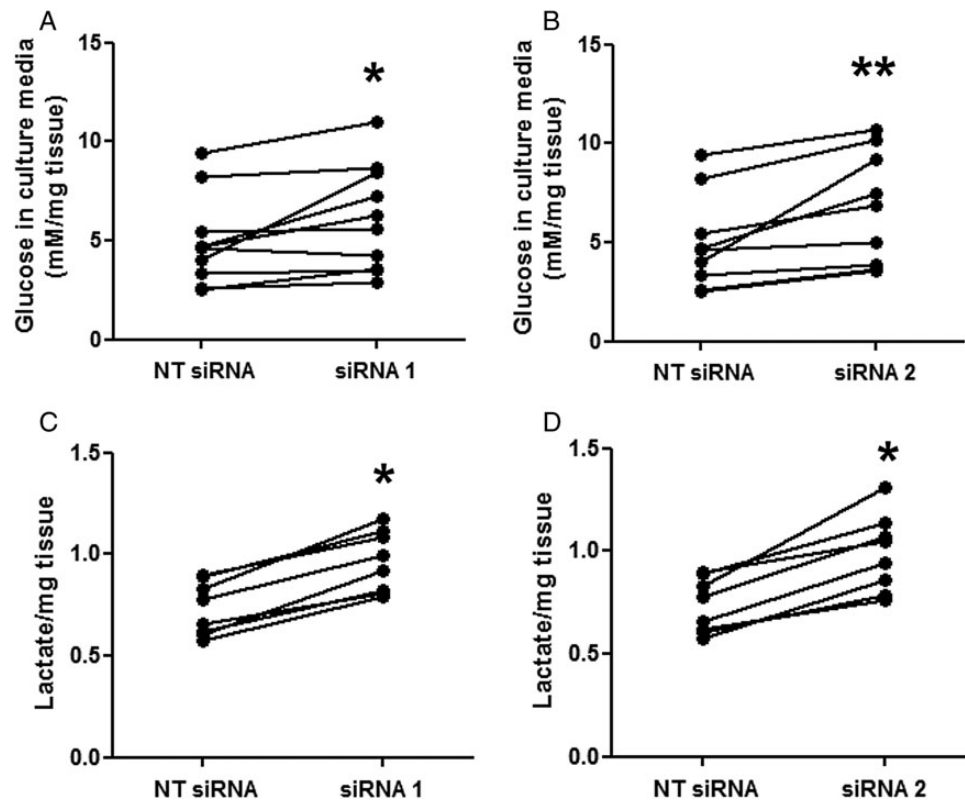 A
Glucose in culture media
(mM/mg tissue)
15
10
5
0
*
NT siRNA
siRNA 1
B
Glucose in culture media
(mM/mg tissue)
15
10
5
0
**
NT siRNA
siRNA 2
C
Lactate/mg tissue
1.5
1.0
0.5
0.0
*
NT siRNA
siRNA 1
D
Lactate/mg tissue
1.5
1.0
0.5
0.0
*
NT siRNA
siRNA 2